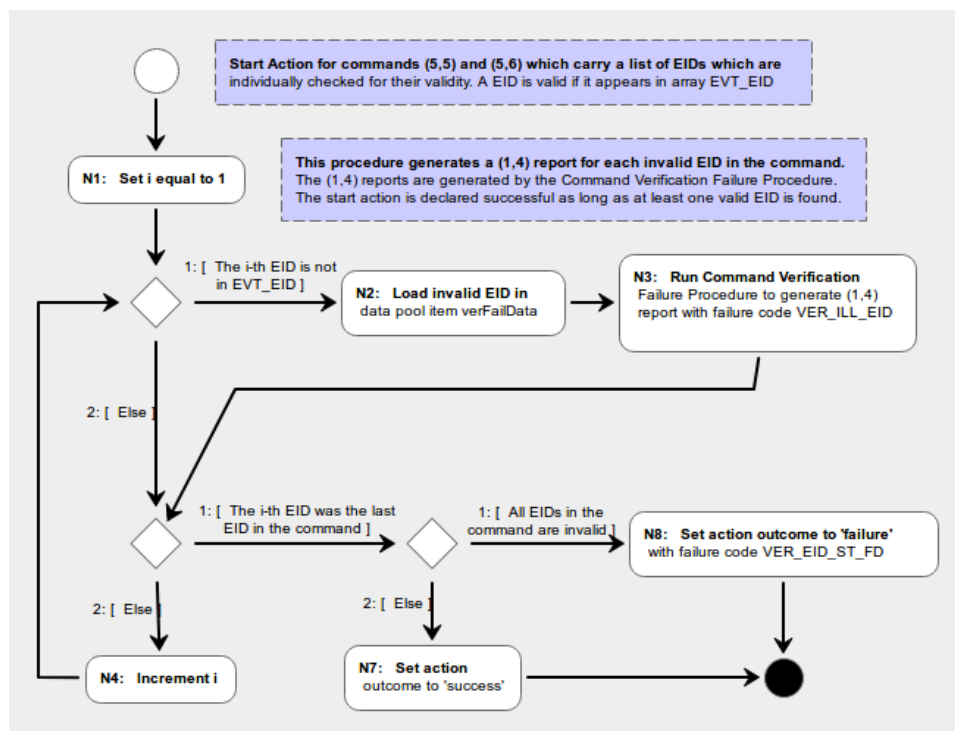 Start Action for commands (5,5) and (5,6) which carry a list of EIDs which are
individually checked for their validity. A EID is valid if it appears in array EVT_EID
This procedure generates a (1,4) report for each invalid EID in the command.
The (1,4) reports are generated by the Command Verification Failure Procedure.
The start action is declared successful as long as at least one valid EID is found.
N1: Set i equal to 1
1: [ The i-th EID is not
in EVT_EID ]
N2: Load invalid EID in
data pool item verFailData
N3: Run Command Verification
Failure Procedure to generate (1,4)
report with failure code VER_ILL_EID
2: [ Else ]
1: [ The i-th EID was the last
EID in the command ]
1: [ All EIDs in the
command are invalid ]
N8: Set action outcome to 'failure'
with failure code VER_EID_ST_FD
2: [ Else ]
2: [ Else ]
N4: Increment i
N7: Set action
outcome to 'success'